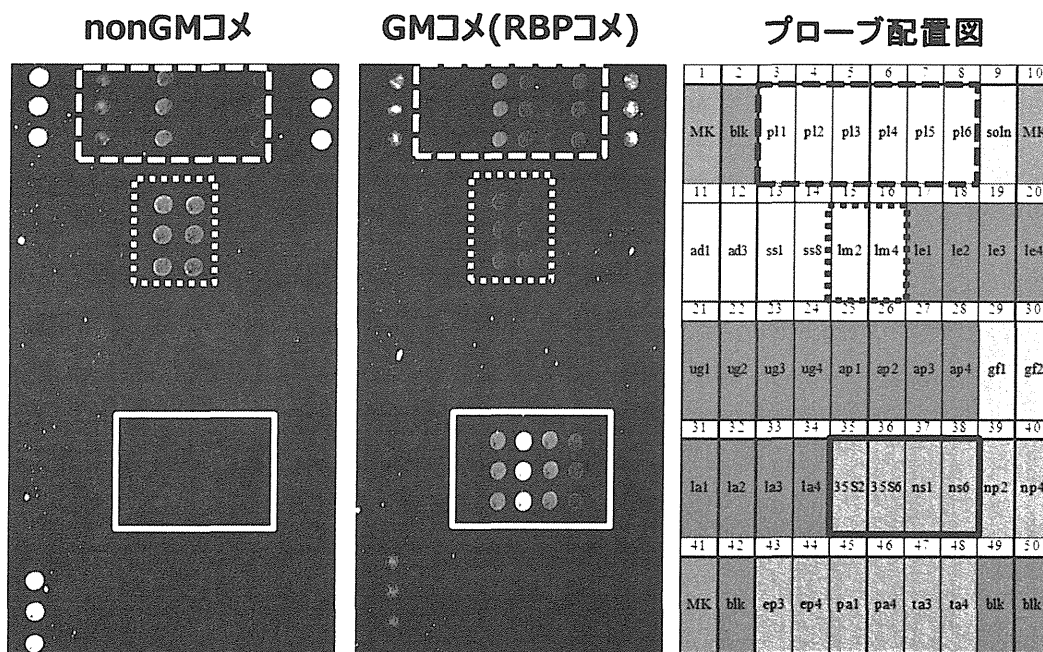 nonGMコメ
GMコメ(RBPコメ)
プローブ配置図
1 2 3 4 5 6 7 8 9 10
MK blk pl1 pl2 pl3 pl4 pl5 pl6 soln MK
11 12 13 14 15 16 17 18 19 20
ad1 ad3 ss1 ss8 lm2 lm4 le1 le2 le3 le4
21 22 23 24 25 26 27 28 29 30
ug1 ug2 ug3 ug4 ap1 ap2 ap3 ap4 gf1 gf2
31 32 33 34 35 36 37 38 39 40
la1 la2 la3 la4 35S2 35S6 ns1 ns6 np2 np4
41 42 43 44 45 46 47 48 49 50
MK blk ep3 ep4 pa1 pa4 ta3 ta4 blk blk